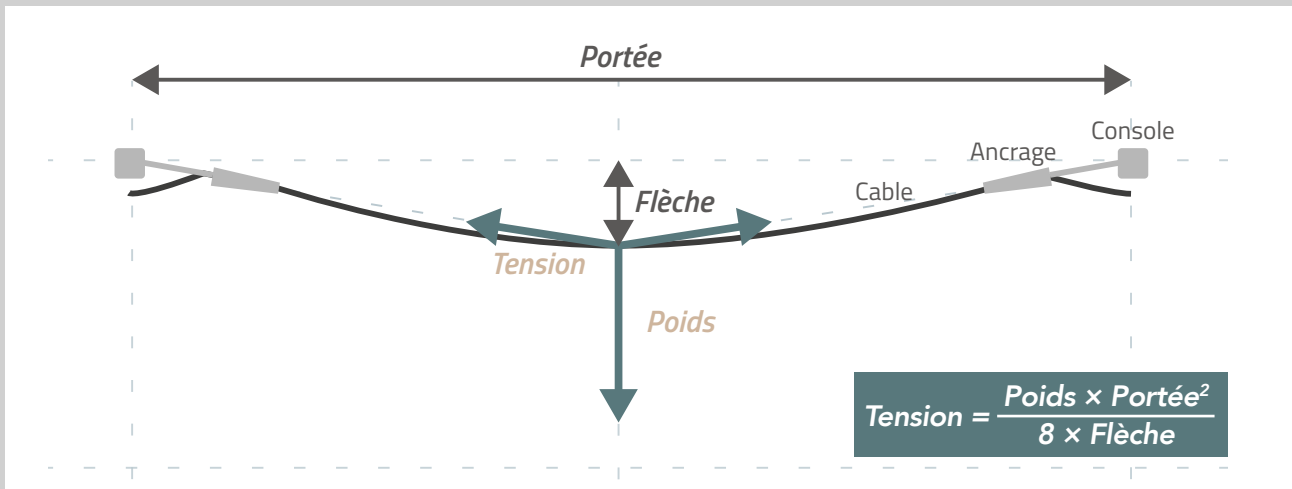 Portée
Console
Ancrage
Cable
Flèche
Tension
Poids
Tension = Poids × Portée² / 8 × Flèche